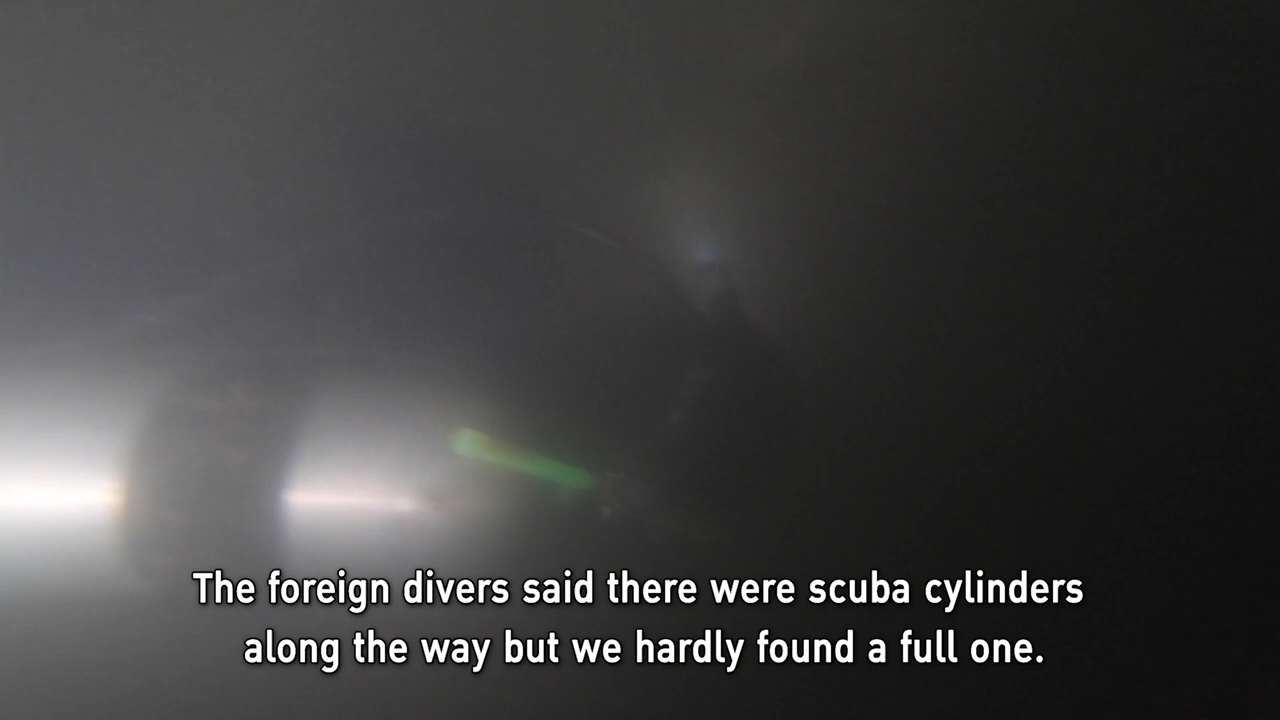 The foreign divers said there were scuba cylinders
along the way but we hardly found a full one.